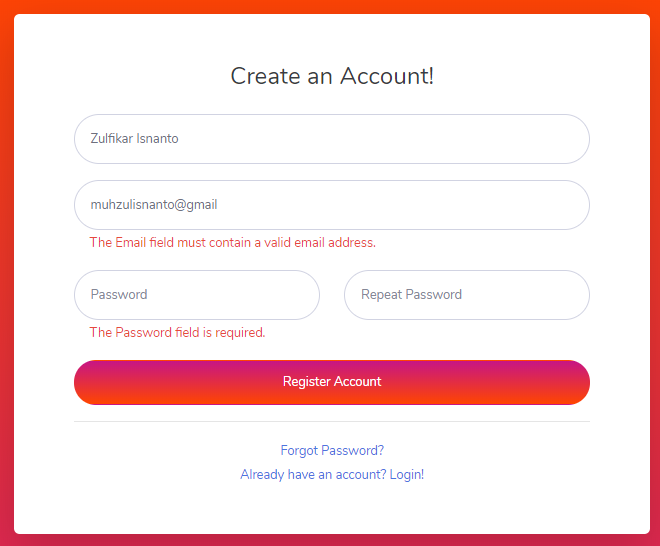 Create an Account!
Zulfikar Isnanto
muhzulisnanto@gmail
The Email field must contain a valid email address.
Password
Repeat Password
The Password field is required.
Register Account
Forgot Password?
Already have an account? Login!